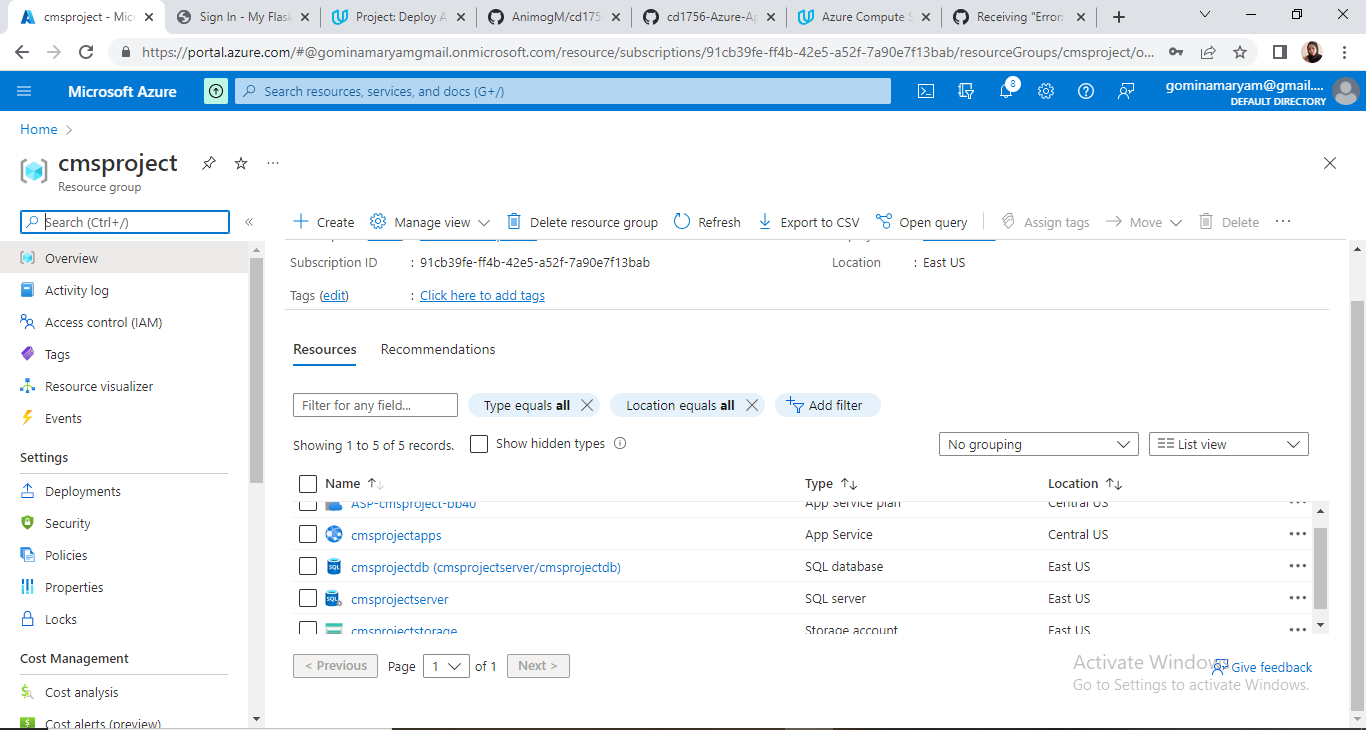 cmsproject - Mic
Sign In - My Flask
Project: Deploy A
AnimogM/cd175
cd1756-Azure-Ap
Azure Compute S
Receiving "Error:
https://portal.azure.com/#@gominamaryamgmail.onmicrosoft.com/resource/subscriptions/91cb39fe-ff4b-42e5-a52f-7a90e7f13bab/resourceGroups/cmsproject/o...
Microsoft Azure
Search resources, services, and docs (G+/)
8
gominamaryam@gmail....
DEFAULT DIRECTORY
Home
cmsproject
Resource group
Search (Ctrl+/)
Create
Manage view
Delete resource group
Refresh
Export to CSV
Open query
Assign tags
Move
Delete
Overview
Activity log
Access control (IAM)
Tags
Resource visualizer
Events
Settings
Deployments
Security
Policies
Properties
Locks
Cost Management
Cost analysis
Cost alerts (preview)
Subscription ID : 91cb39fe-ff4b-42e5-a52f-7a90e7f13bab
Location : East US
Tags (edit) : Click here to add tags
Resources Recommendations
Filter for any field...
Type equals all
Location equals all
Add filter
Showing 1 to 5 of 5 records.
Show hidden types
No grouping
List view
Name Type Location
ASP-cmsproject-bb40 App Service plan Central US
cmsprojectapps App Service Central US
cmsprojectdb (cmsprojectserver/cmsprojectdb) SQL database East US
cmsprojectserver SQL server East US
cmsprojectstorage Storage account East US
< Previous Page 1 of 1 Next >
Activate Windows
Give feedback
Go to Settings to activate Windows.